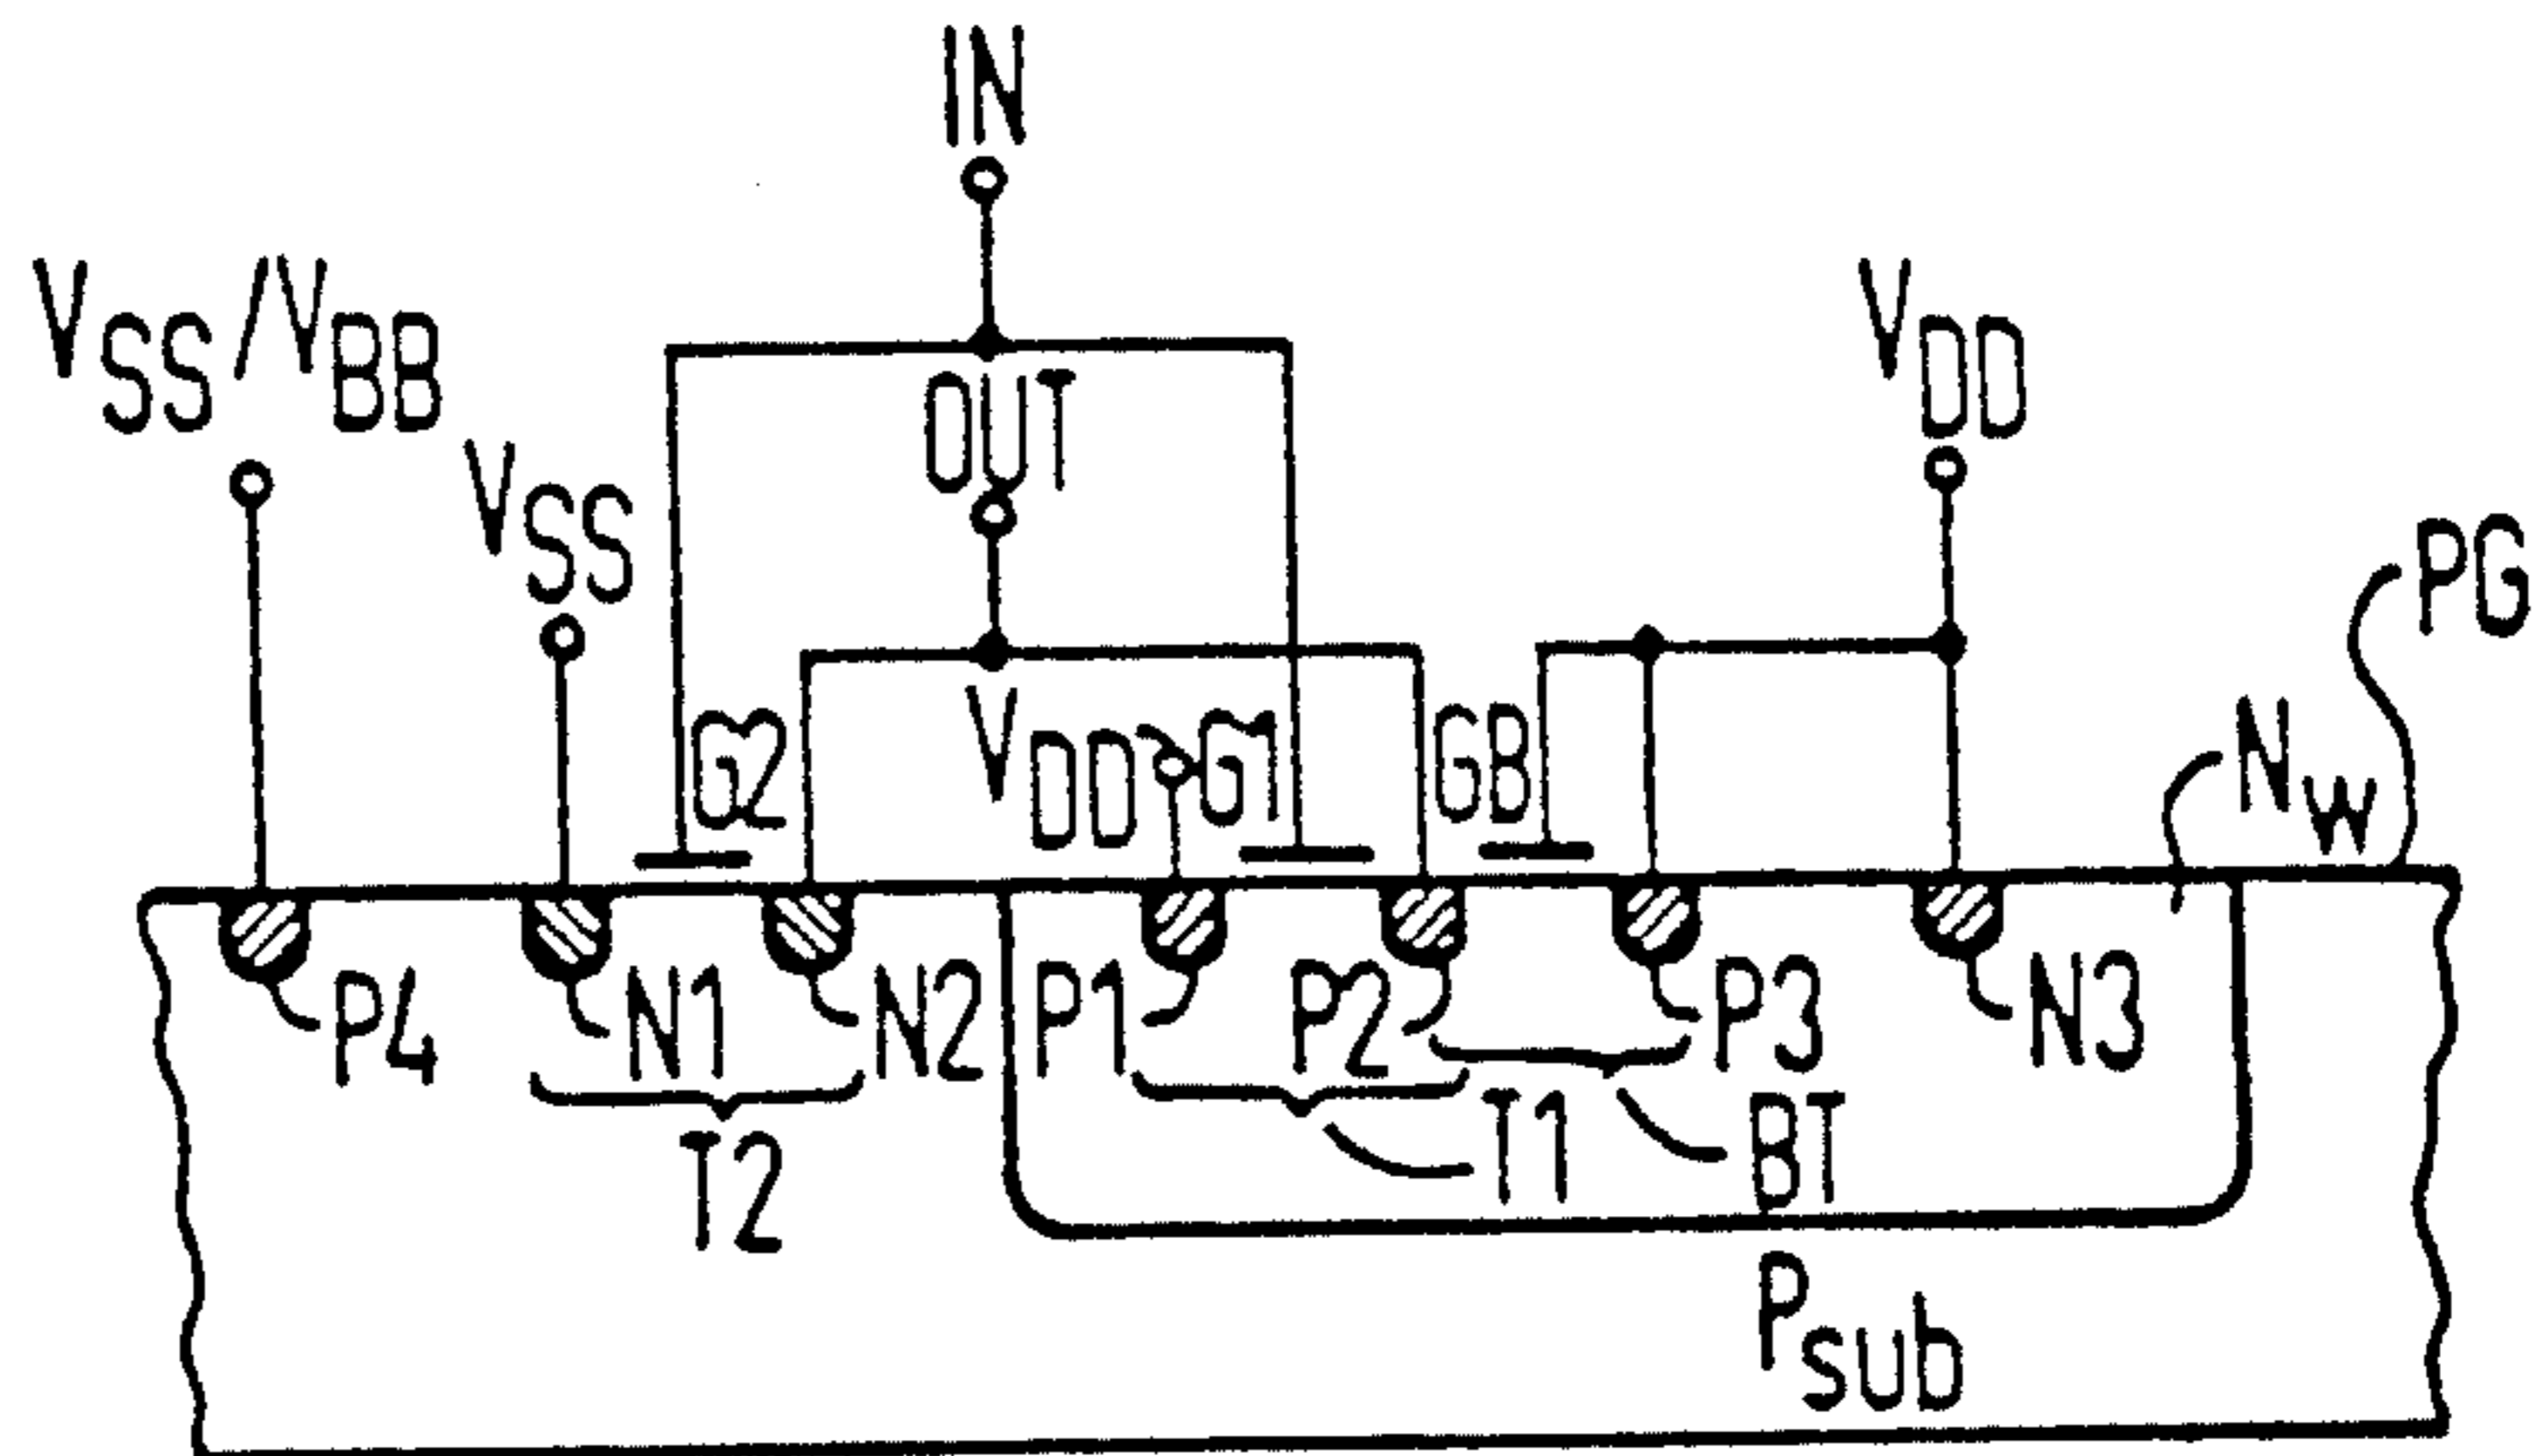 IN
VSS/VBB
VDD
OUT
VSS
PG
G2
VDD
G1
GB
NW
P4
N1
N2
P1
P2
P3
N3
T2
T1
BT
Psub